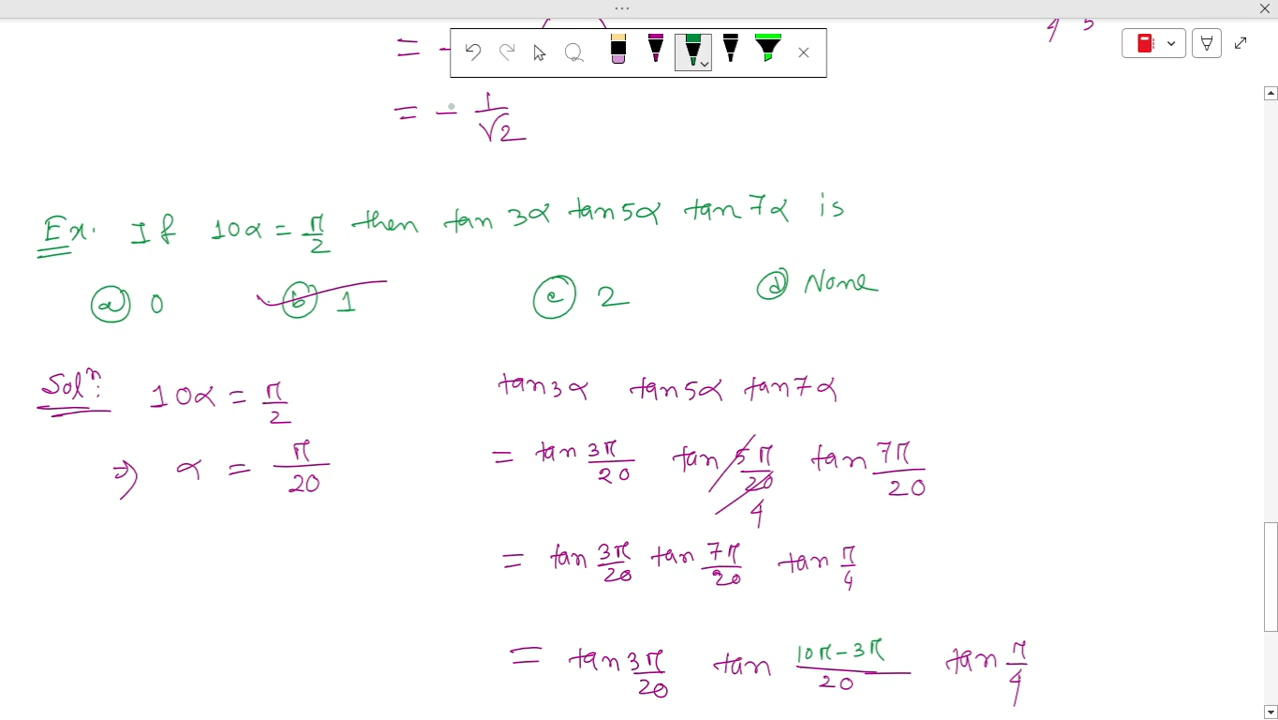 = - 1/√2
Ex. If 10α = π/2 then tan 3α tan 5α tan 7α is
ⓐ 0 ⓑ 1 ⓒ 2 ⓓ None
Solⁿ: 10α = π/2 tan 3α tan 5α tan 7α
⇒ α = π/20 = tan 3π/20 tan 5π/20 tan 7π/20
4
= tan 3π/20 tan 7π/20 tan π/4
= tan 3π/20 tan 10π-3π/20 tan π/4